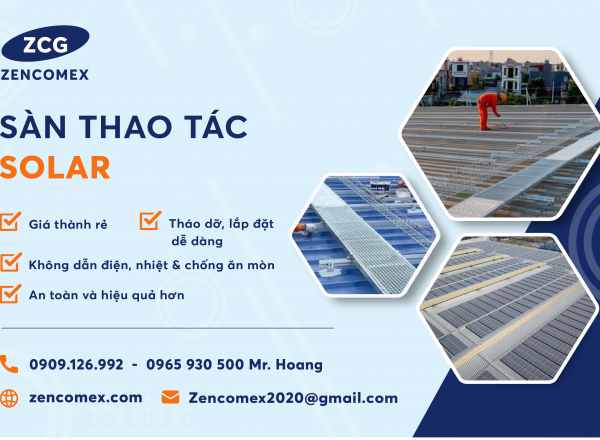 ZCG
ZENCOMEX
SÀN THAO TÁC
SOLAR
Giá thành rẻ
Tháo dỡ, lắp đặt
dễ dàng
Không dẫn điện, nhiệt & chống ăn mòn
An toàn và hiệu quả hơn
0909.126.992 - 0965 930 500 Mr. Hoang
zencomex.com
Zencomex2020@gmail.com